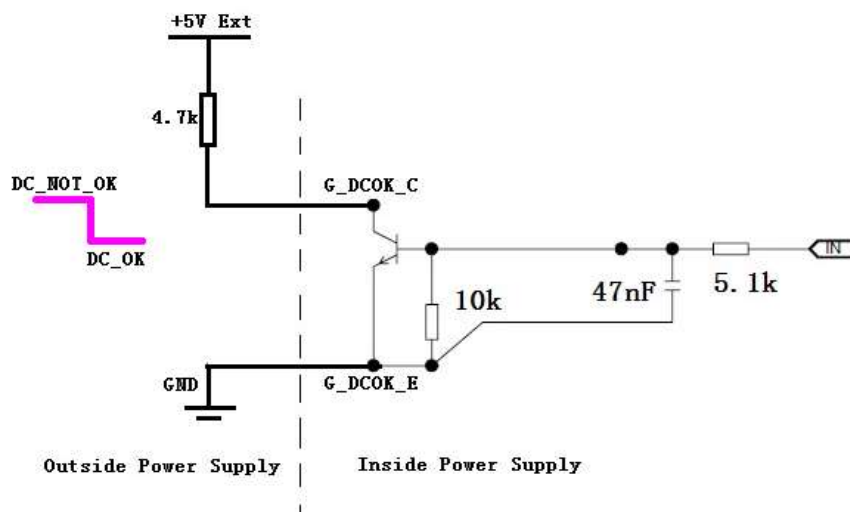 +5V Ext
4.7k
DC_NOT_OK
G_DCOK_C
DC_OK
IN
10k
47nF
5.1k
GND
G_DCOK_E
Outside Power Supply
Inside Power Supply